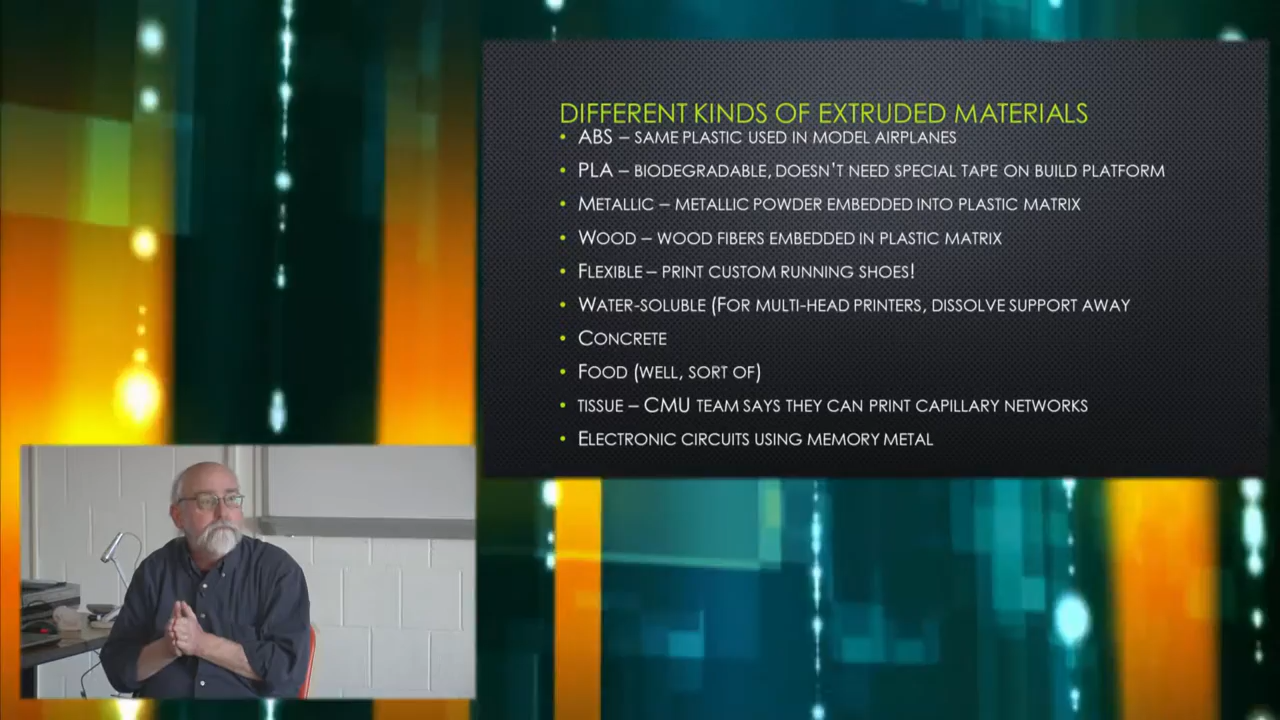 DIFFERENT KINDS OF EXTRUDED MATERIALS
• ABS – SAME PLASTIC USED IN MODEL AIRPLANES
• PLA – BIODEGRADABLE, DOESN'T NEED SPECIAL TAPE ON BUILD PLATFORM
• METALLIC – METALLIC POWDER EMBEDDED INTO PLASTIC MATRIX
• WOOD – WOOD FIBERS EMBEDDED IN PLASTIC MATRIX
• FLEXIBLE – PRINT CUSTOM RUNNING SHOES!
• WATER-SOLUBLE (FOR MULTI-HEAD PRINTERS, DISSOLVE SUPPORT AWAY
• CONCRETE
• FOOD (WELL, SORT OF)
• TISSUE – CMU TEAM SAYS THEY CAN PRINT CAPILLARY NETWORKS
• ELECTRONIC CIRCUITS USING MEMORY METAL